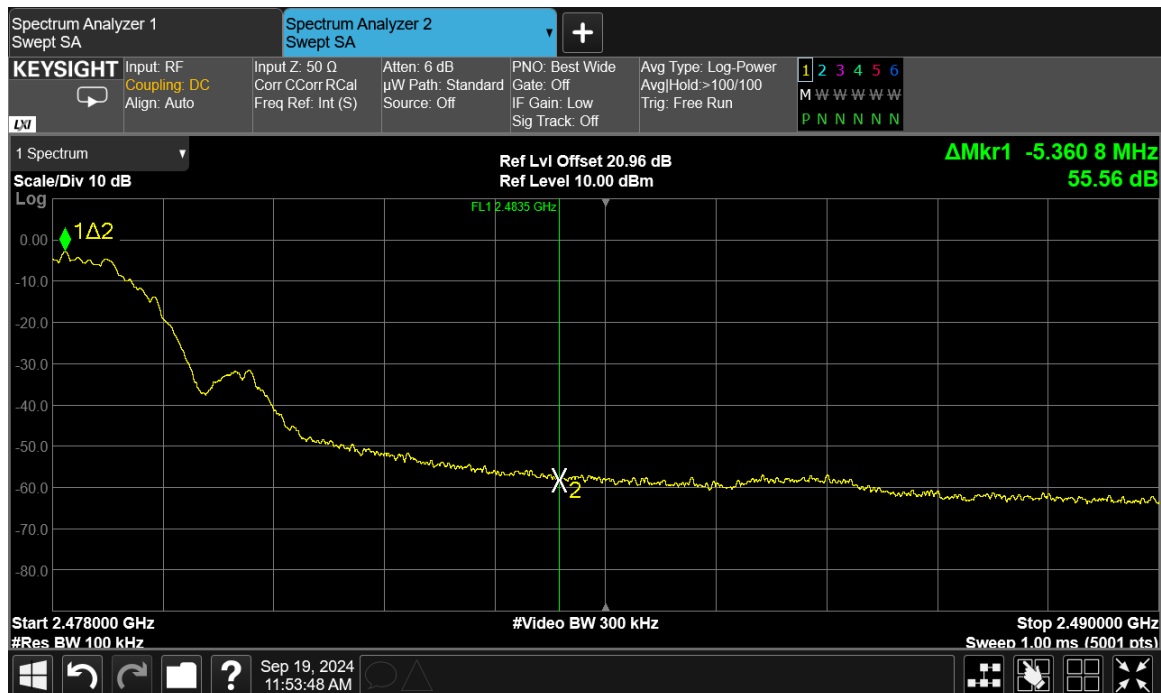 Spectrum Analyzer 1
Swept SA
Spectrum Analyzer 2
Swept SA
KEYSIGHT
LXI
Input: RF
Coupling: DC
Align: Auto
Input Z: 50 Ω
Corr CCorr RCal
Freq Ref: Int (S)
Atten: 6 dB
µW Path: Standard
Source: Off
PNO: Best Wide
Gate: Off
IF Gain: Low
Sig Track: Off
Avg Type: Log-Power
Avg|Hold:>100/100
Trig: Free Run
1 2 3 4 5 6
M W W W W W
P N N N N N
1 Spectrum
Scale/Div 10 dB
Log
Ref Lvl Offset 20.96 dB
Ref Level 10.00 dBm
ΔMkr1 -5.360 8 MHz
55.56 dB
FL1 2.4835 GHz
1Δ2
0.00
-10.0
-20.0
-30.0
-40.0
-50.0
-60.0
2
-70.0
-80.0
Start 2.478000 GHz
#Video BW 300 kHz
Stop 2.490000 GHz
#Res BW 100 kHz
Sweep 1.00 ms (5001 pts)
?
Sep 19, 2024
11:53:48 AM